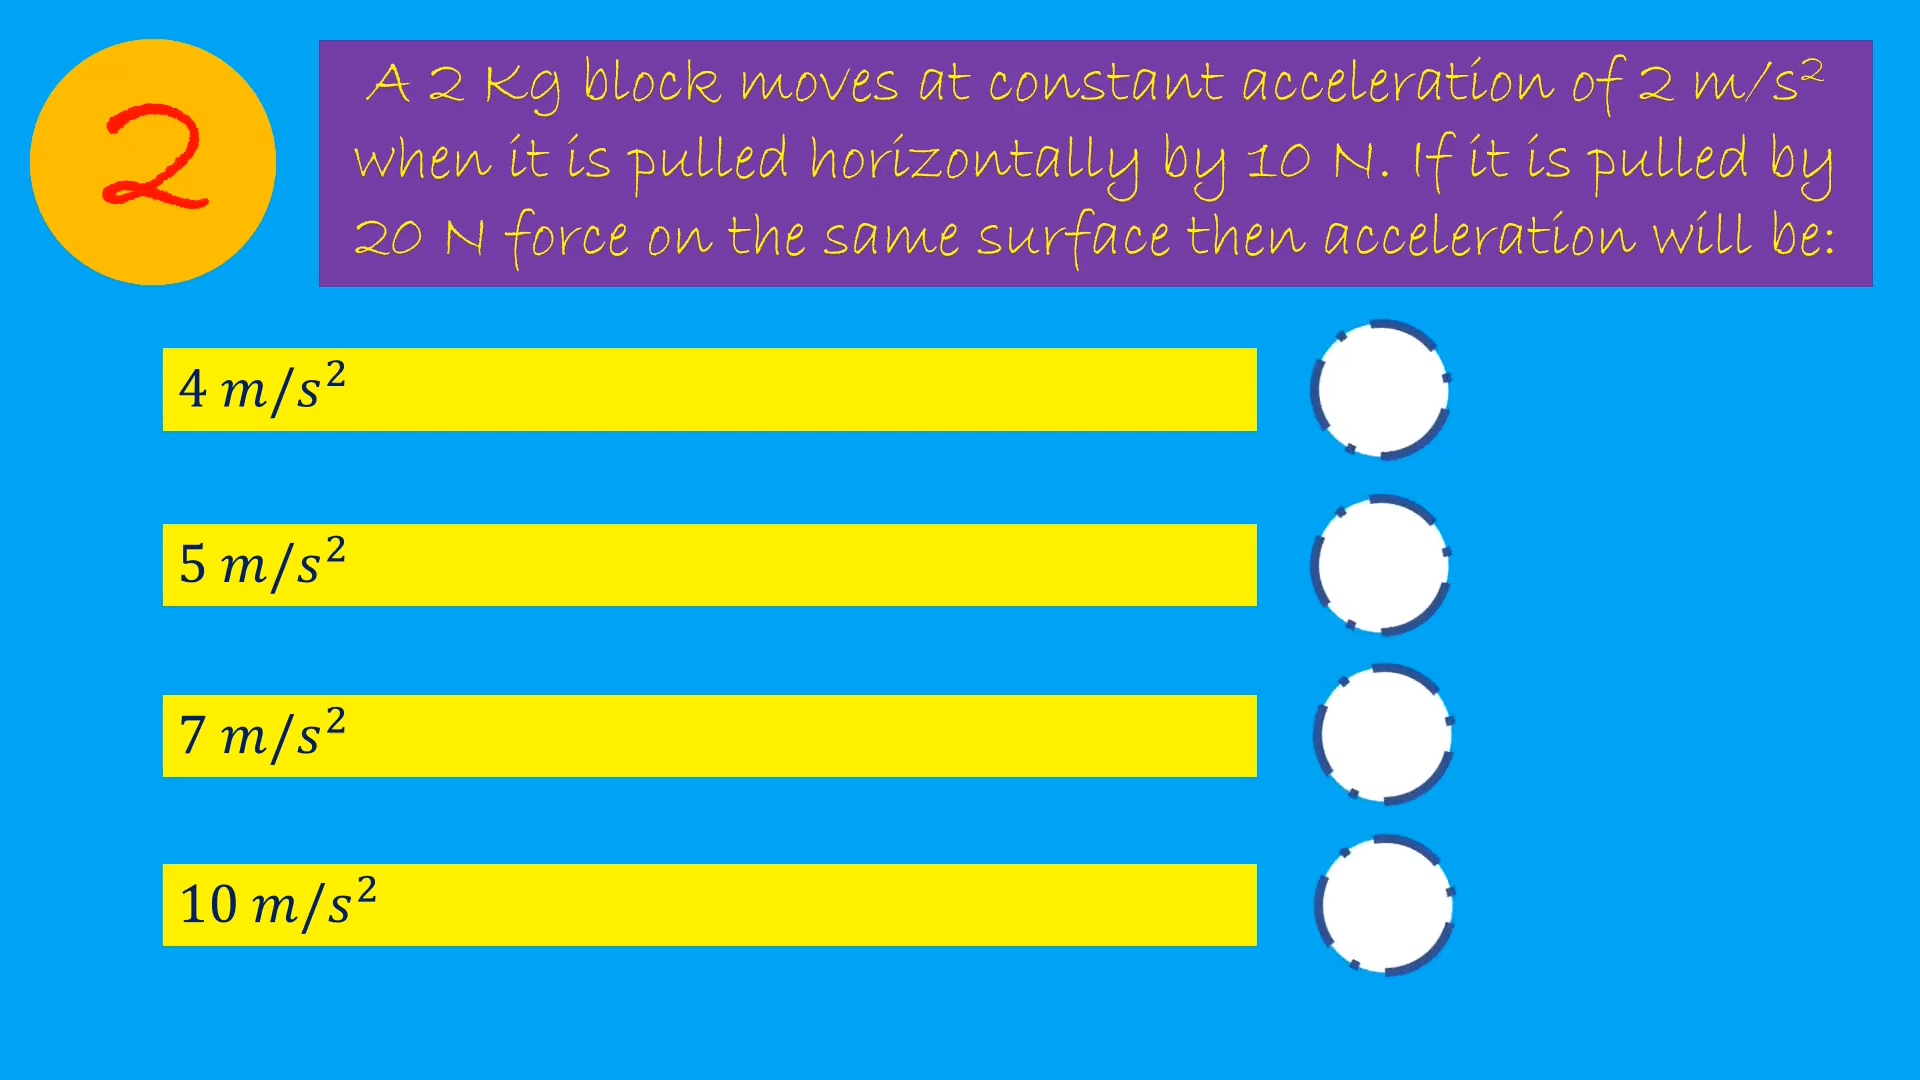 2
A 2 Kg block moves at constant acceleration of 2 m/s²
when it is pulled horizontally by 10 N. If it is pulled by
20 N force on the same surface then acceleration will be:
4 m/s²
5 m/s²
7 m/s²
10 m/s²